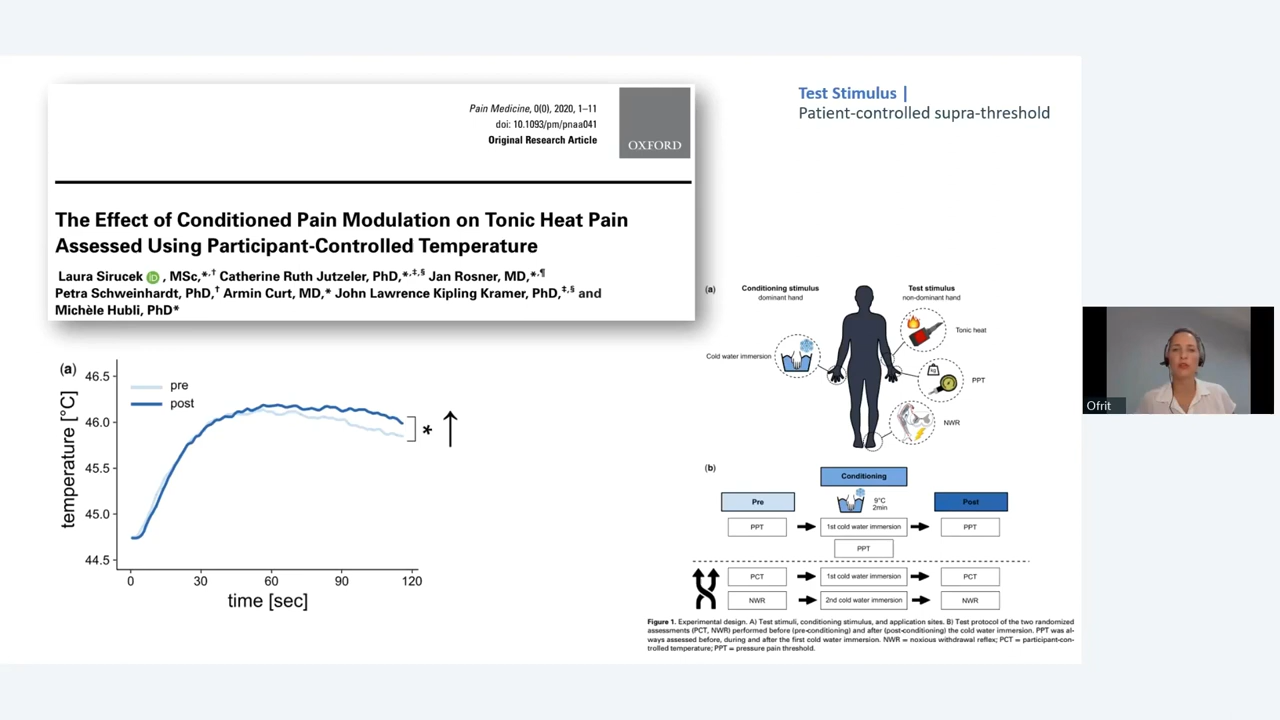 Test Stimulus |
Patient-controlled supra-threshold
Pain Medicine, 0(0), 2020, 1–11
doi: 10.1093/pm/pnaa041
Original Research Article
OXFORD
The Effect of Conditioned Pain Modulation on Tonic Heat Pain
Assessed Using Participant-Controlled Temperature
Laura Sirucek iD , MSc,*,† Catherine Ruth Jutzeler, PhD,*,‡,§ Jan Rosner, MD,*,¶
Petra Schweinhardt, PhD,† Armin Curt, MD,* John Lawrence Kipling Kramer, PhD,‡,§ and
Michèle Hubli, PhD*
(a)
46.5
46.0
45.5
45.0
44.5
temperature [°C]
pre
post
* ↑
0 30 60 90 120
time [sec]
(a)
Conditioning stimulus
dominant hand
Test stimulus
non-dominant hand
Tonic heat
Cold water immersion
kg
PPT
NWR
(b)
Conditioning
Pre
9°C
2min
Post
PPT 1st cold water immersion PPT
PPT
PCT 1st cold water immersion PCT
NWR 2nd cold water immersion NWR
Figure 1. Experimental design. A) Test stimuli, conditioning stimulus, and application sites. B) Test protocol of the two randomized
assessments (PCT, NWR) performed before (pre-conditioning) and after (post-conditioning) the cold water immersion. PPT was al-
ways assessed before, during and after the first cold water immersion. NWR = noxious withdrawal reflex; PCT = participant-con-
trolled temperature; PPT = pressure pain threshold.
Ofrit